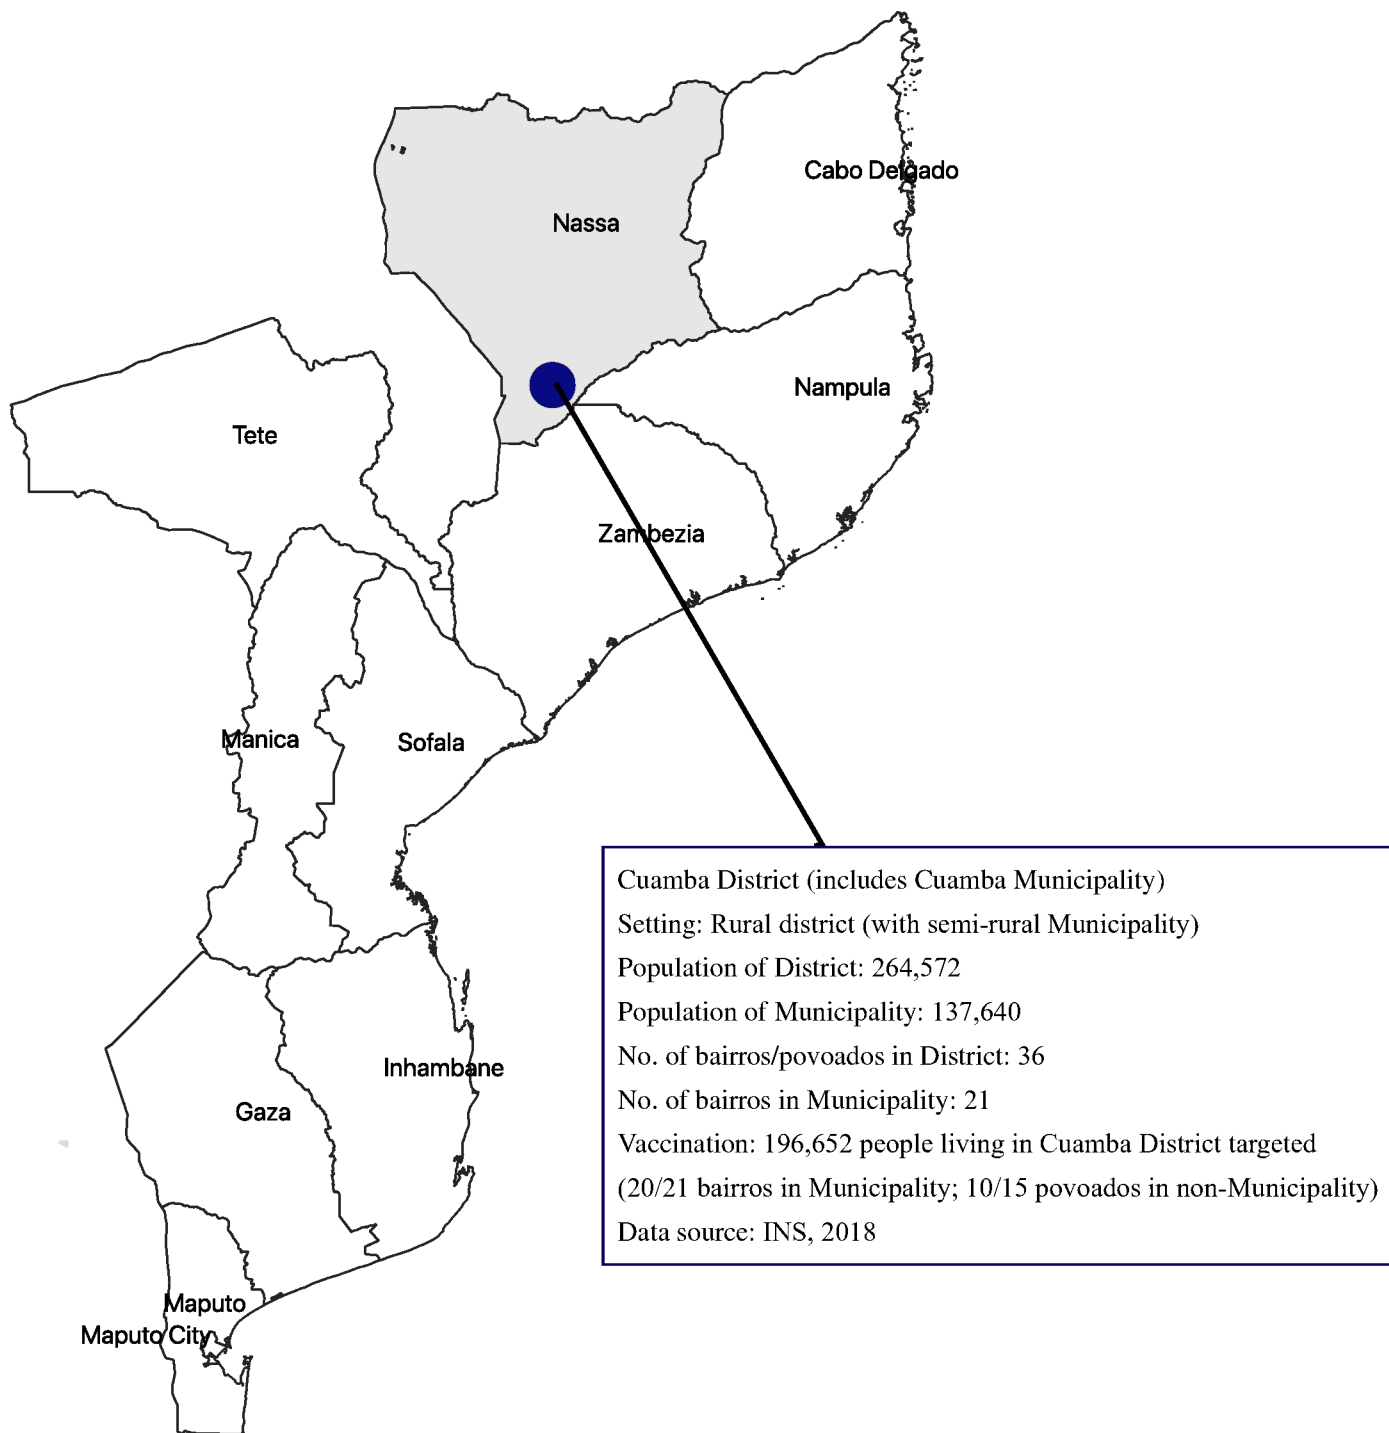 Cabo Delgado
Nassa
Nampula
Tete
Zambezia
Manica
Sofala
Cuamba District (includes Cuamba Municipality)
Setting: Rural district (with semi-rural Municipality)
Population of District: 264,572
Population of Municipality: 137,640
No. of bairros/povoados in District: 36
No. of bairros in Municipality: 21
Vaccination: 196,652 people living in Cuamba District targeted
(20/21 bairros in Municipality; 10/15 povoados in non-Municipality)
Data source: INS, 2018
Inhambane
Gaza
Maputo
Maputo City